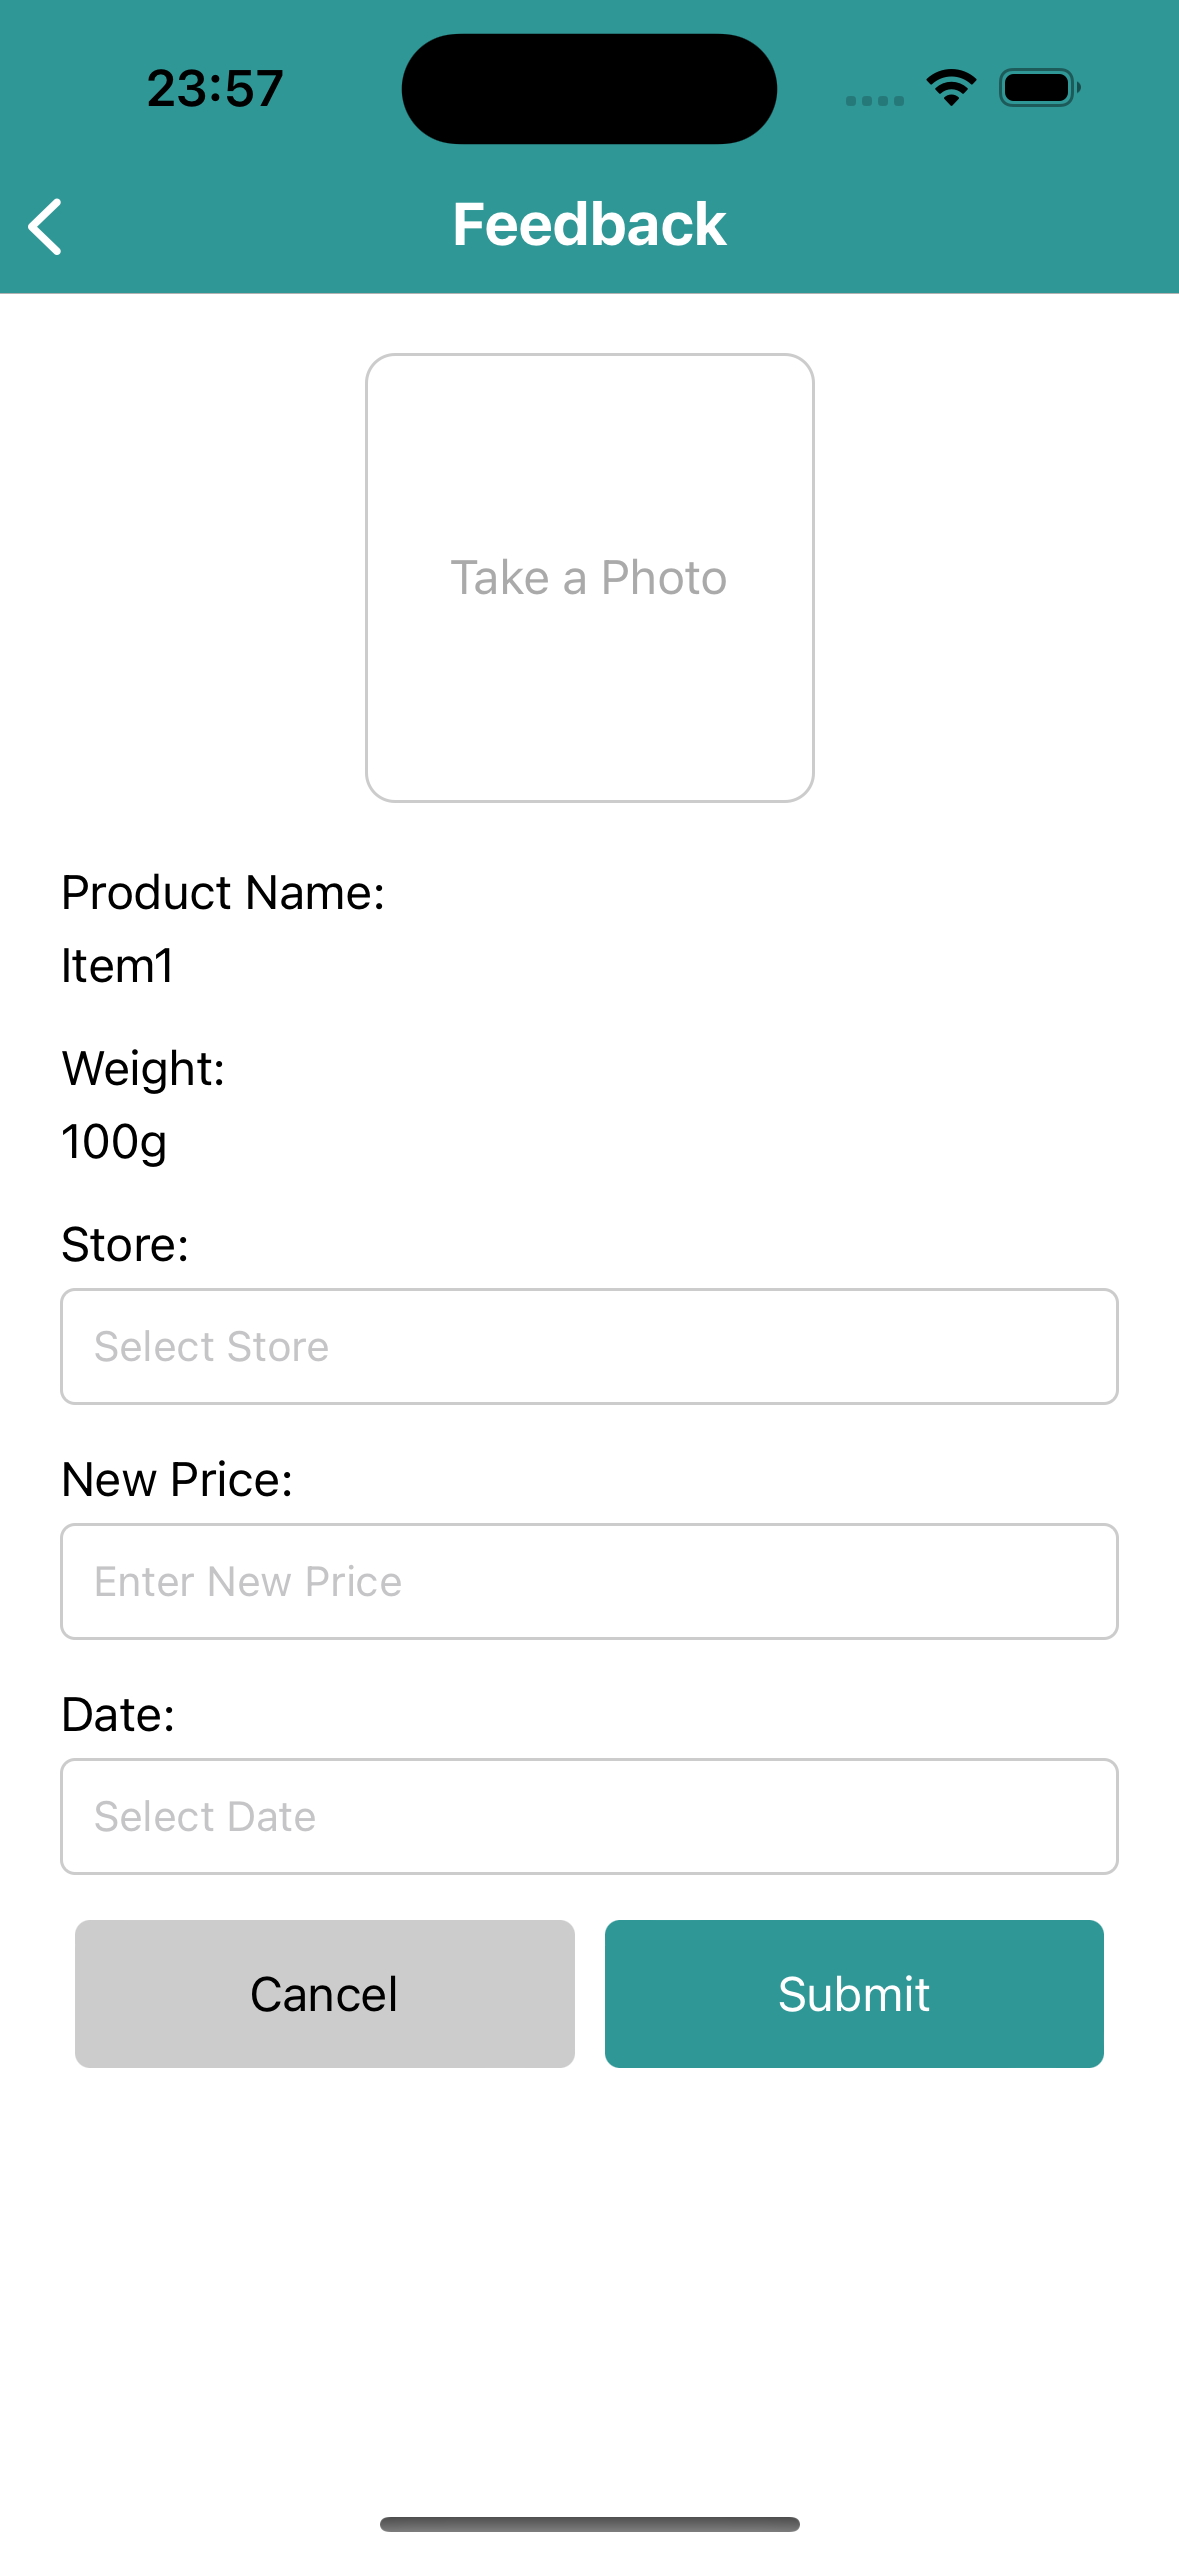 23:57
Feedback
Take a Photo
Product Name:
Item1
Weight:
100g
Store:
Select Store
New Price:
Enter New Price
Date:
Select Date
Cancel
Submit